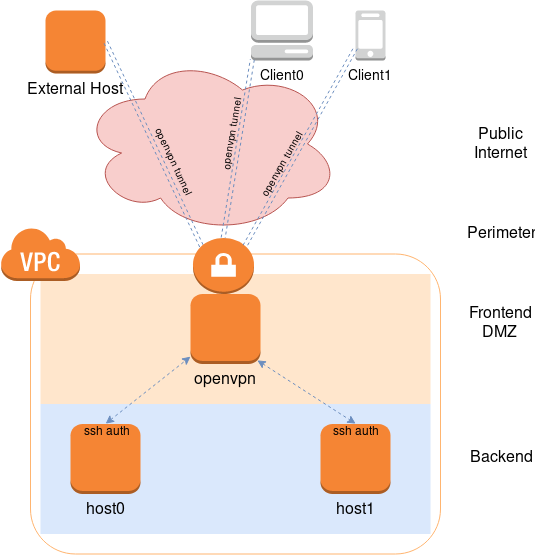 External Host
Client0
Client1
openvpn tunnel
openvpn tunnel
openvpn tunnel
Public
Internet
Perimeter
VPC
Frontend
DMZ
openvpn
ssh auth
ssh auth
Backend
host0
host1